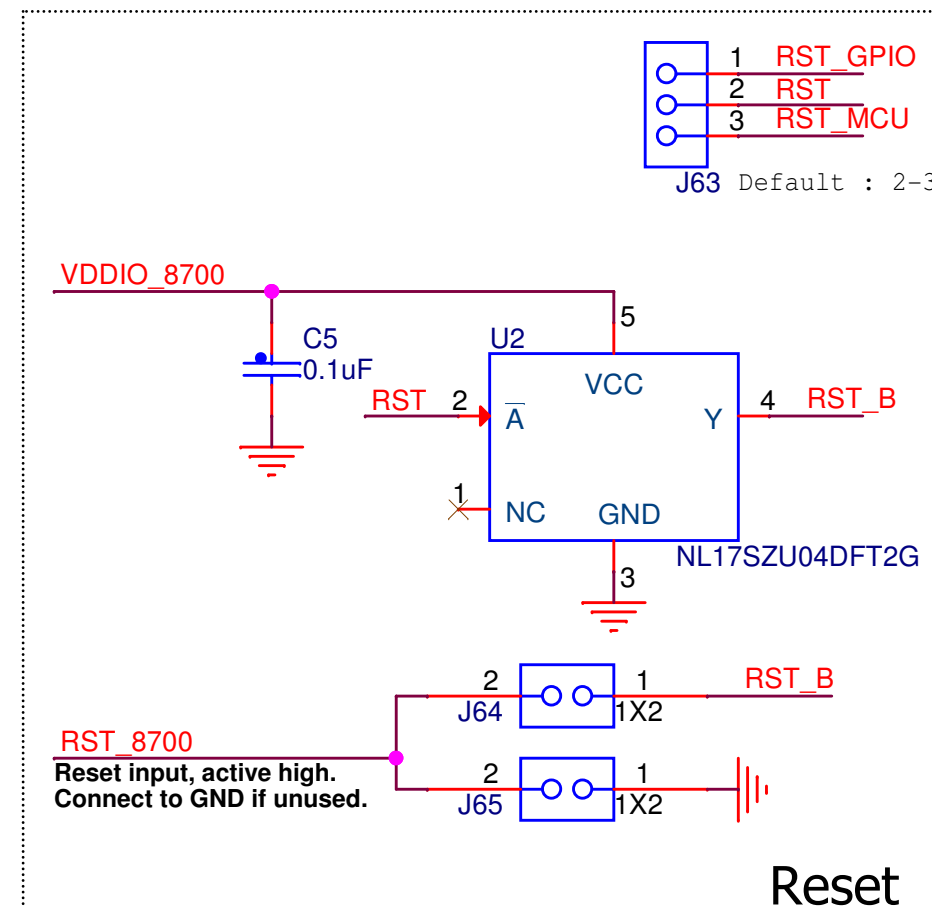 1 RST_GPIO
2 RST
3 RST_MCU
J63 Default : 2-3
VDDIO_8700
5
C5
0.1uF
U2
VCC
RST 2 A Y 4 RST_B
1 NC GND
NL17SZU04DFT2G
3
2 1 RST_B
J64 1X2
RST_8700
Reset input, active high.
Connect to GND if unused.
2 1
J65 1X2
Reset